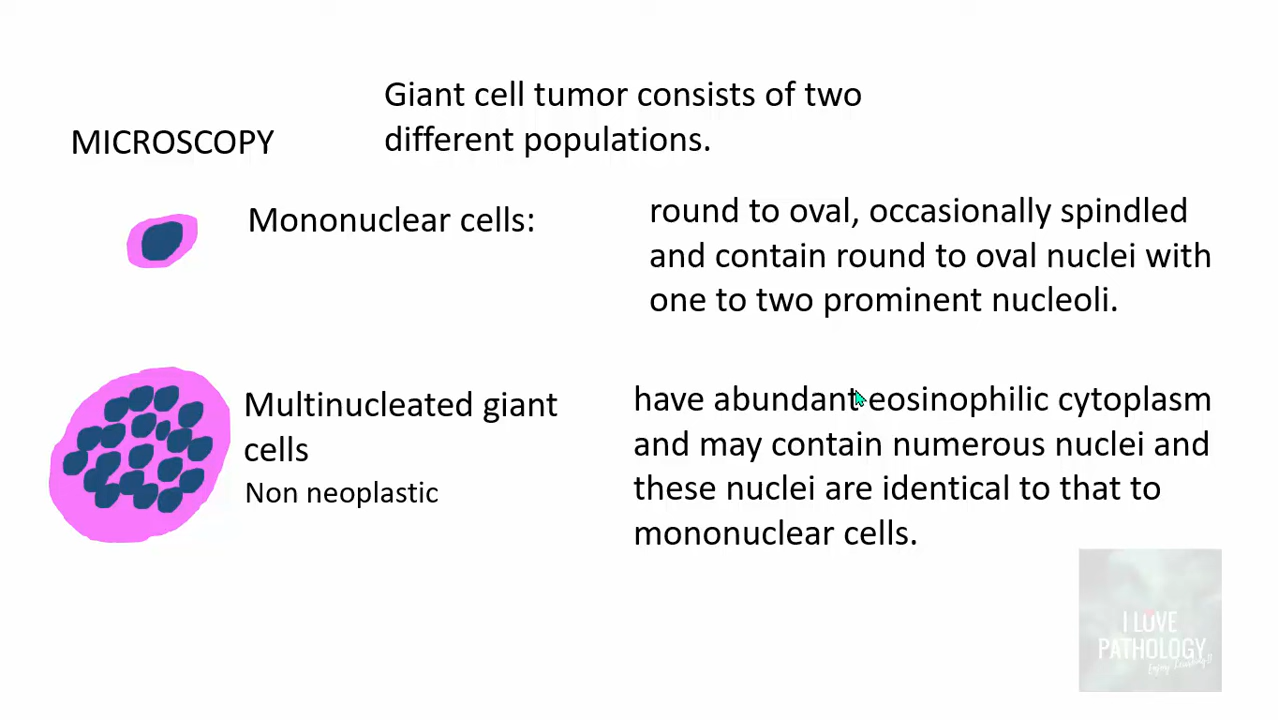 Giant cell tumor consists of two
different populations.
MICROSCOPY
Mononuclear cells:
round to oval, occasionally spindled
and contain round to oval nuclei with
one to two prominent nucleoli.
Multinucleated giant
cells
Non neoplastic
have abundant eosinophilic cytoplasm
and may contain numerous nuclei and
these nuclei are identical to that to
mononuclear cells.
I LOVE
PATHOLOGY
Enjoy Learning!!